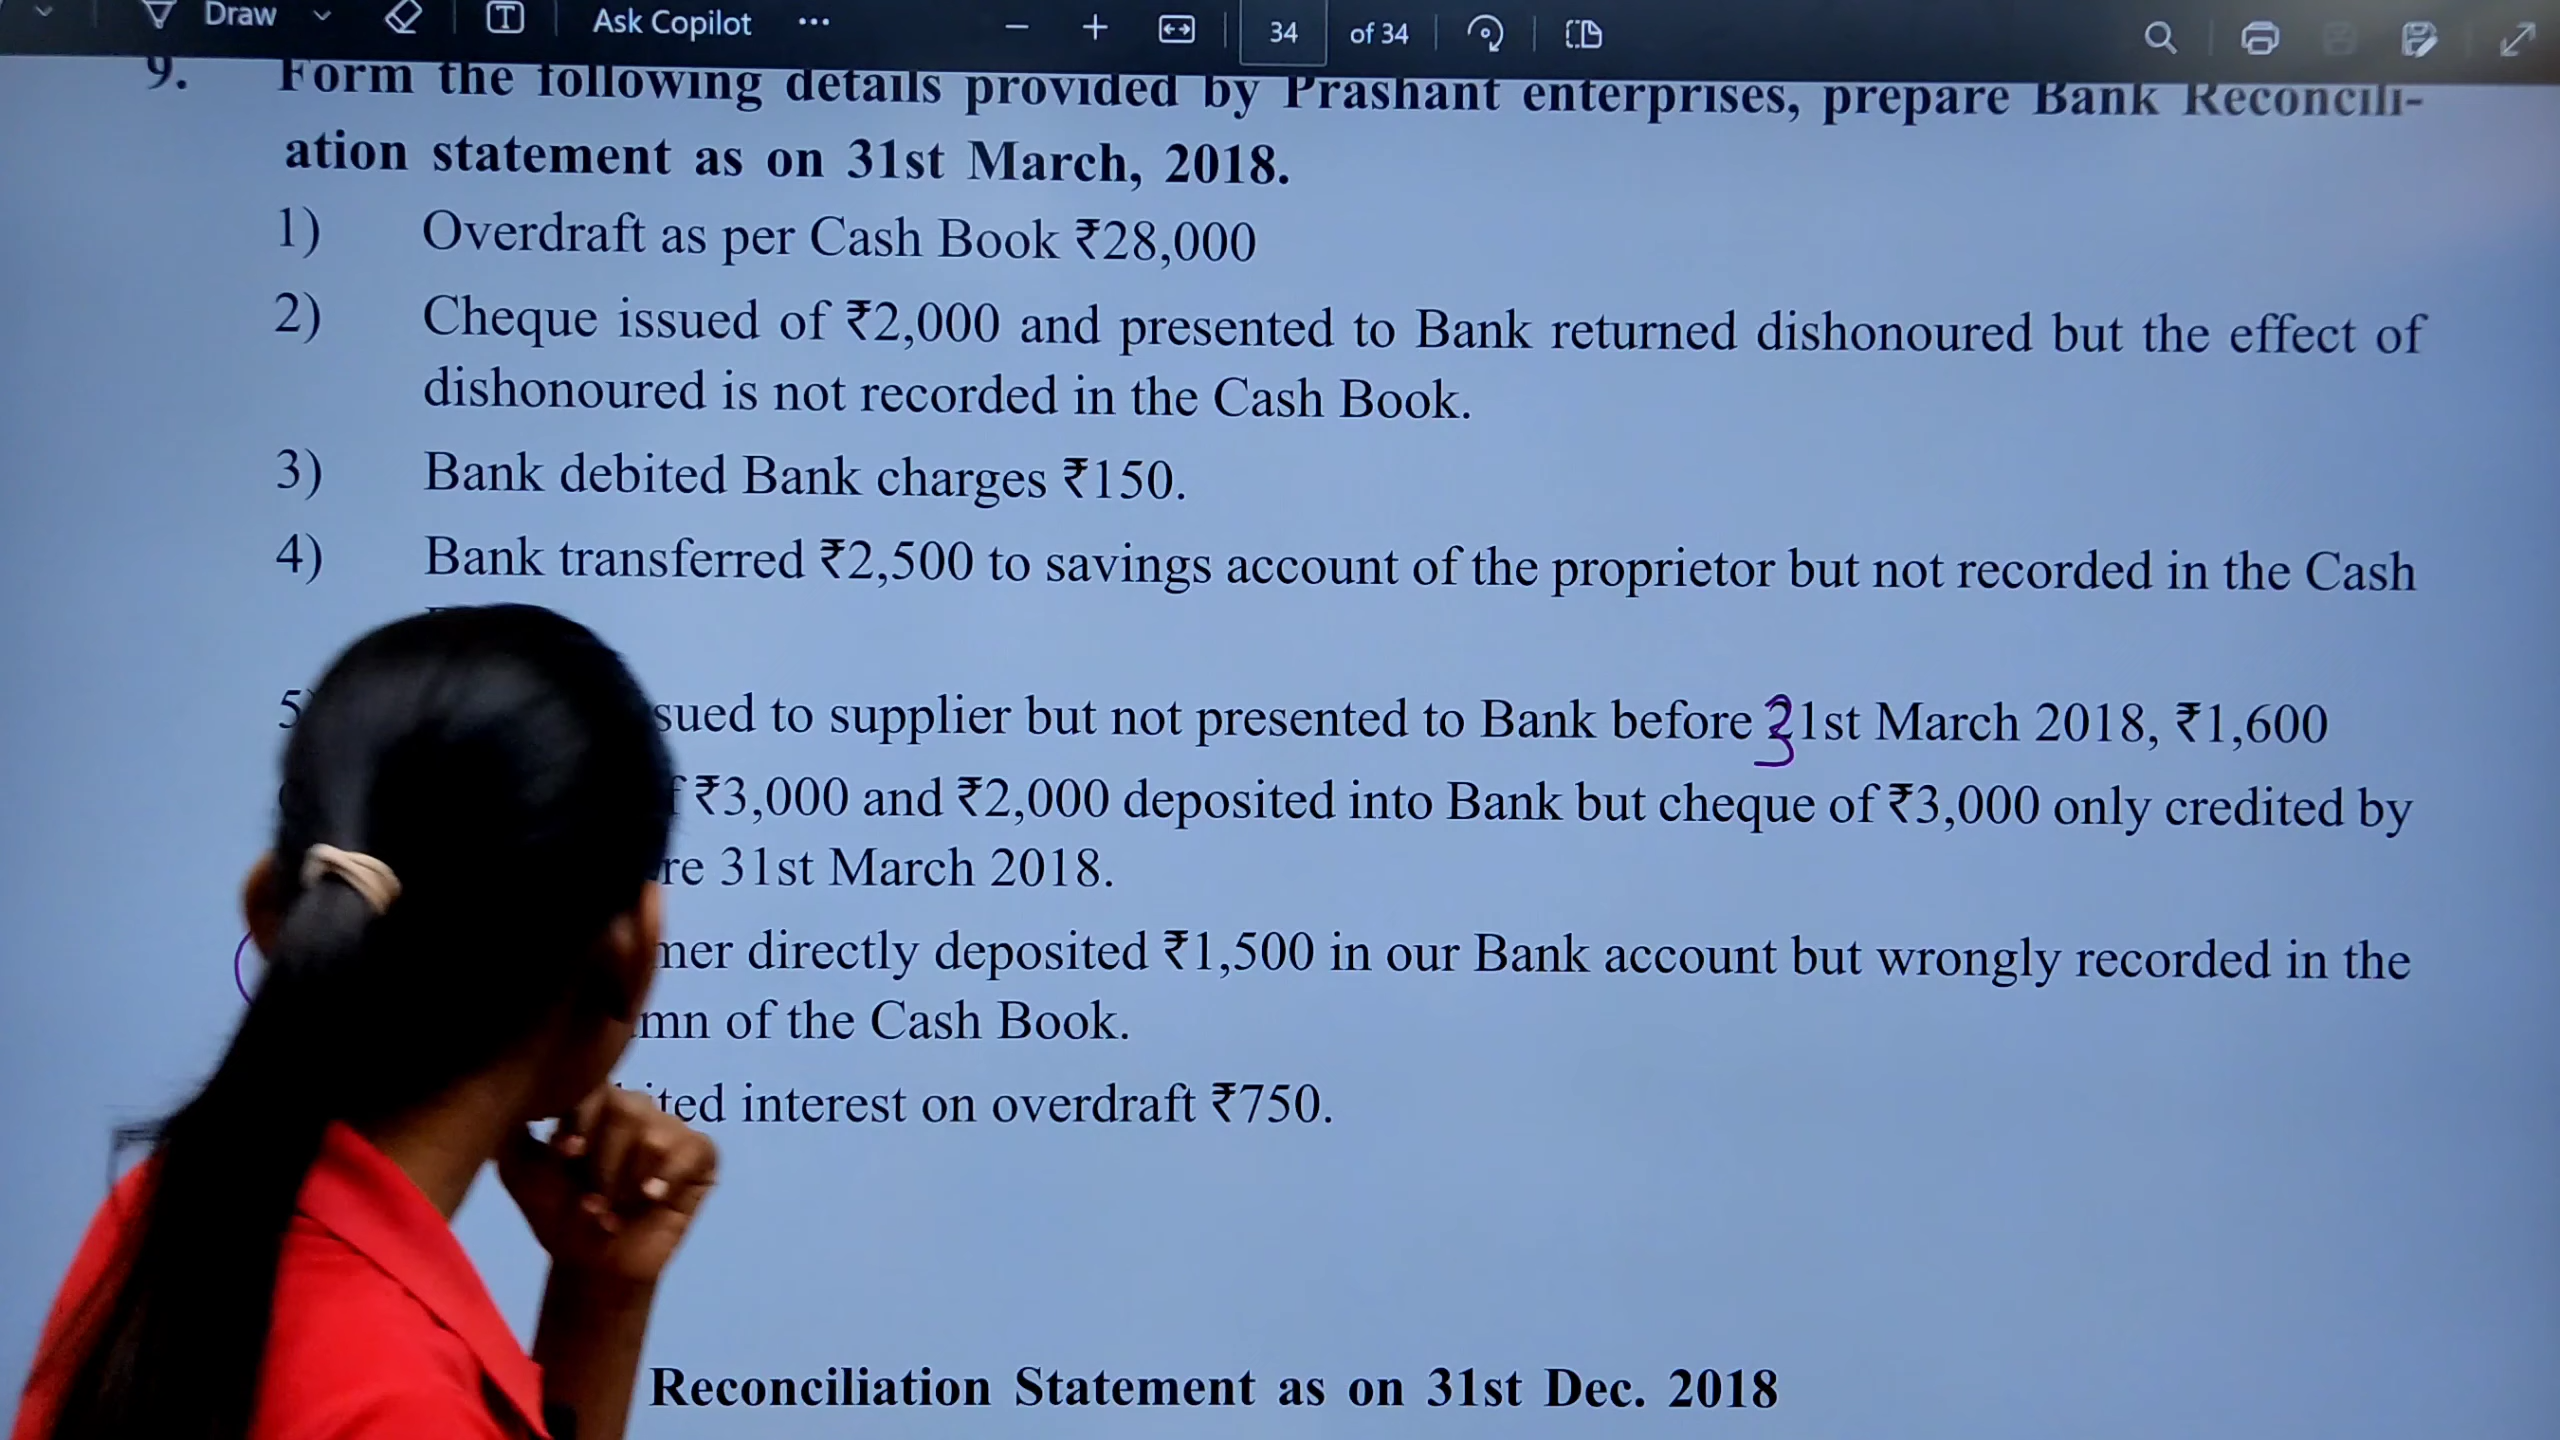 Draw Ask Copilot ... 34 of 34
9. Form the following details provided by Prashant enterprises, prepare Bank Reconcili-
ation statement as on 31st March, 2018.
1) Overdraft as per Cash Book ₹28,000
2) Cheque issued of ₹2,000 and presented to Bank returned dishonoured but the effect of
dishonoured is not recorded in the Cash Book.
3) Bank debited Bank charges ₹150.
4) Bank transferred ₹2,500 to savings account of the proprietor but not recorded in the Cash
5 sued to supplier but not presented to Bank before 31st March 2018, ₹1,600
₹3,000 and ₹2,000 deposited into Bank but cheque of ₹3,000 only credited by
re 31st March 2018.
mer directly deposited ₹1,500 in our Bank account but wrongly recorded in the
mn of the Cash Book.
ted interest on overdraft ₹750.
Reconciliation Statement as on 31st Dec. 2018